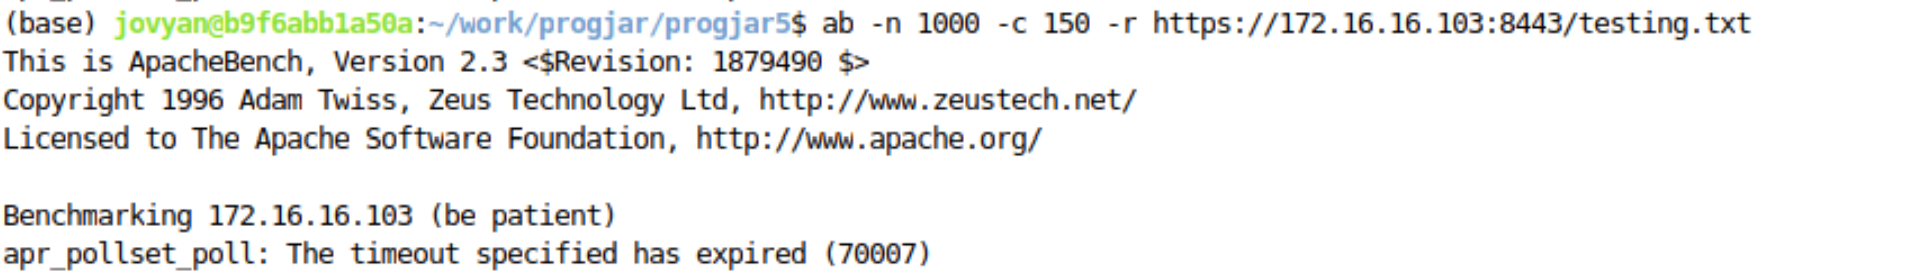 (base) jovyan@b9f6abb1a50a:~/work/progjar/progjar5$ ab -n 1000 -c 150 -r https://172.16.16.103:8443/testing.txt
This is ApacheBench, Version 2.3 <$Revision: 1879490 $>
Copyright 1996 Adam Twiss, Zeus Technology Ltd, http://www.zeustech.net/
Licensed to The Apache Software Foundation, http://www.apache.org/
Benchmarking 172.16.16.103 (be patient)
apr_pollset_poll: The timeout specified has expired (70007)